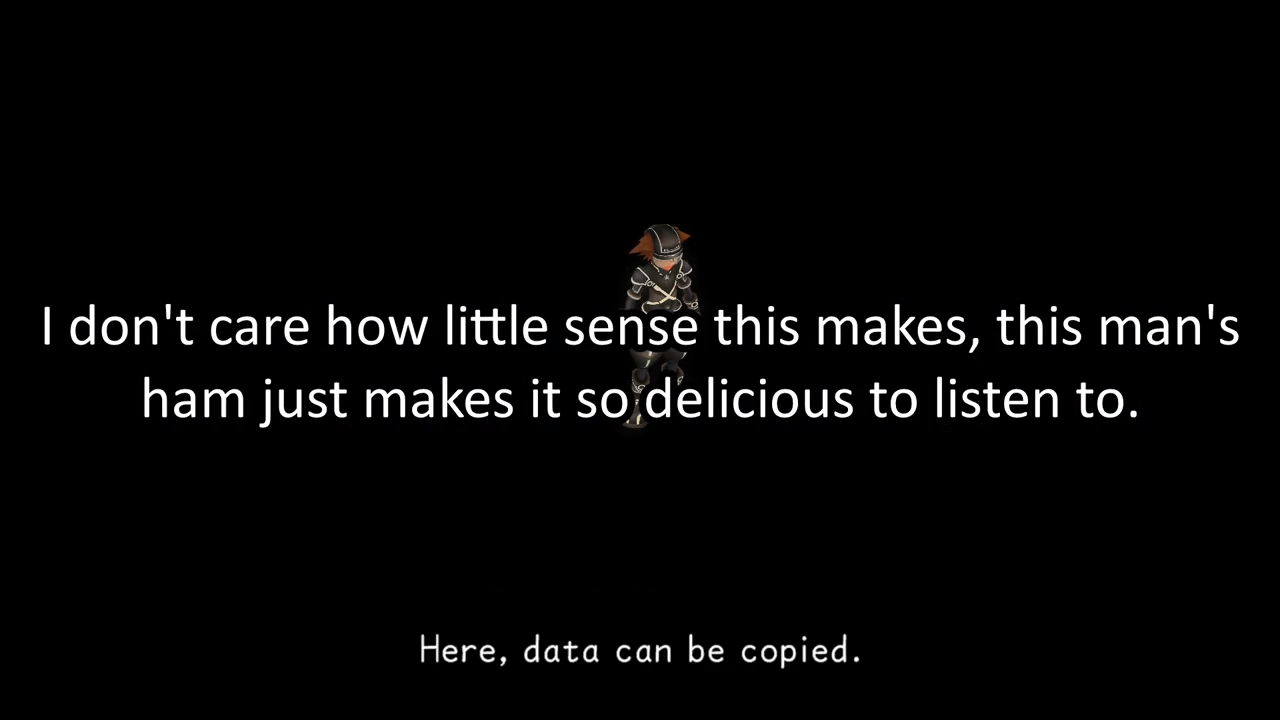 I don't care how little sense this makes, this man's
ham just makes it so delicious to listen to.
Here, data can be copied.